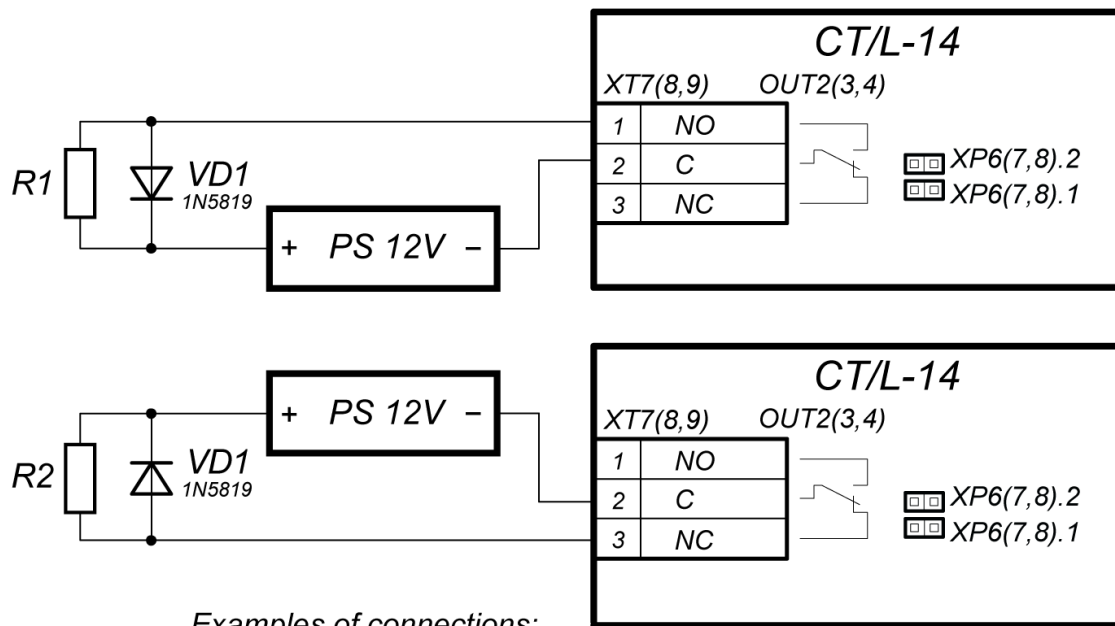 CT/L-14
XT7(8,9) OUT2(3,4)
1 NO
2 C
3 NC
XP6(7,8).2
XP6(7,8).1
R1
VD1
1N5819
+ PS 12V −
CT/L-14
XT7(8,9) OUT2(3,4)
1 NO
2 C
3 NC
XP6(7,8).2
XP6(7,8).1
+ PS 12V −
R2
VD1
1N5819
Examples of connections: